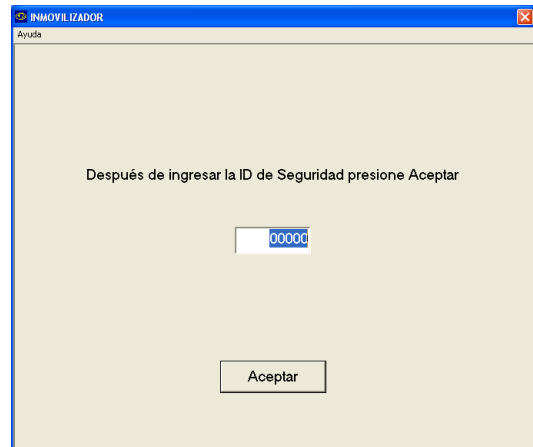 INMOVILIZADOR
Ayuda
Después de ingresar la ID de Seguridad presione Aceptar
00000
Aceptar